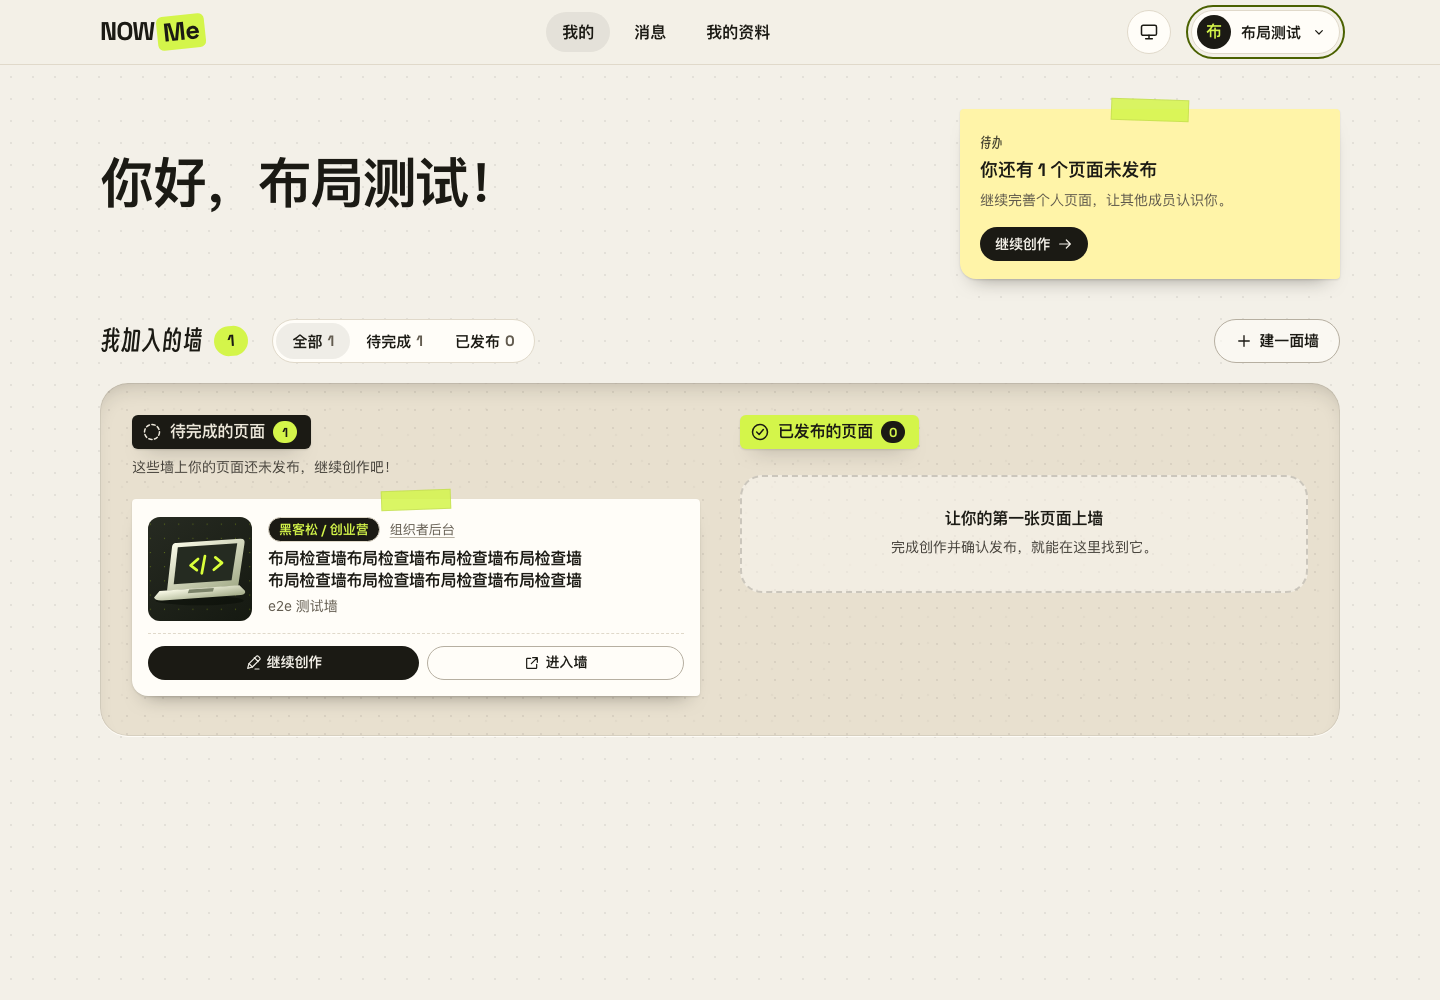 NOW Me
我的
消息
我的资料
布
布局测试
你好，布局测试！
待办
你还有 1 个页面未发布
继续完善个人页面，让其他成员认识你。
继续创作
我加入的墙 1
全部 1
待完成 1
已发布 0
建一面墙
待完成的页面 1
这些墙上你的页面还未发布，继续创作吧！
</>
黑客松 / 创业营
组织者后台
布局检查墙布局检查墙布局检查墙布局检查墙
布局检查墙布局检查墙布局检查墙布局检查墙
e2e 测试墙
继续创作
进入墙
已发布的页面 0
让你的第一张页面上墙
完成创作并确认发布，就能在这里找到它。